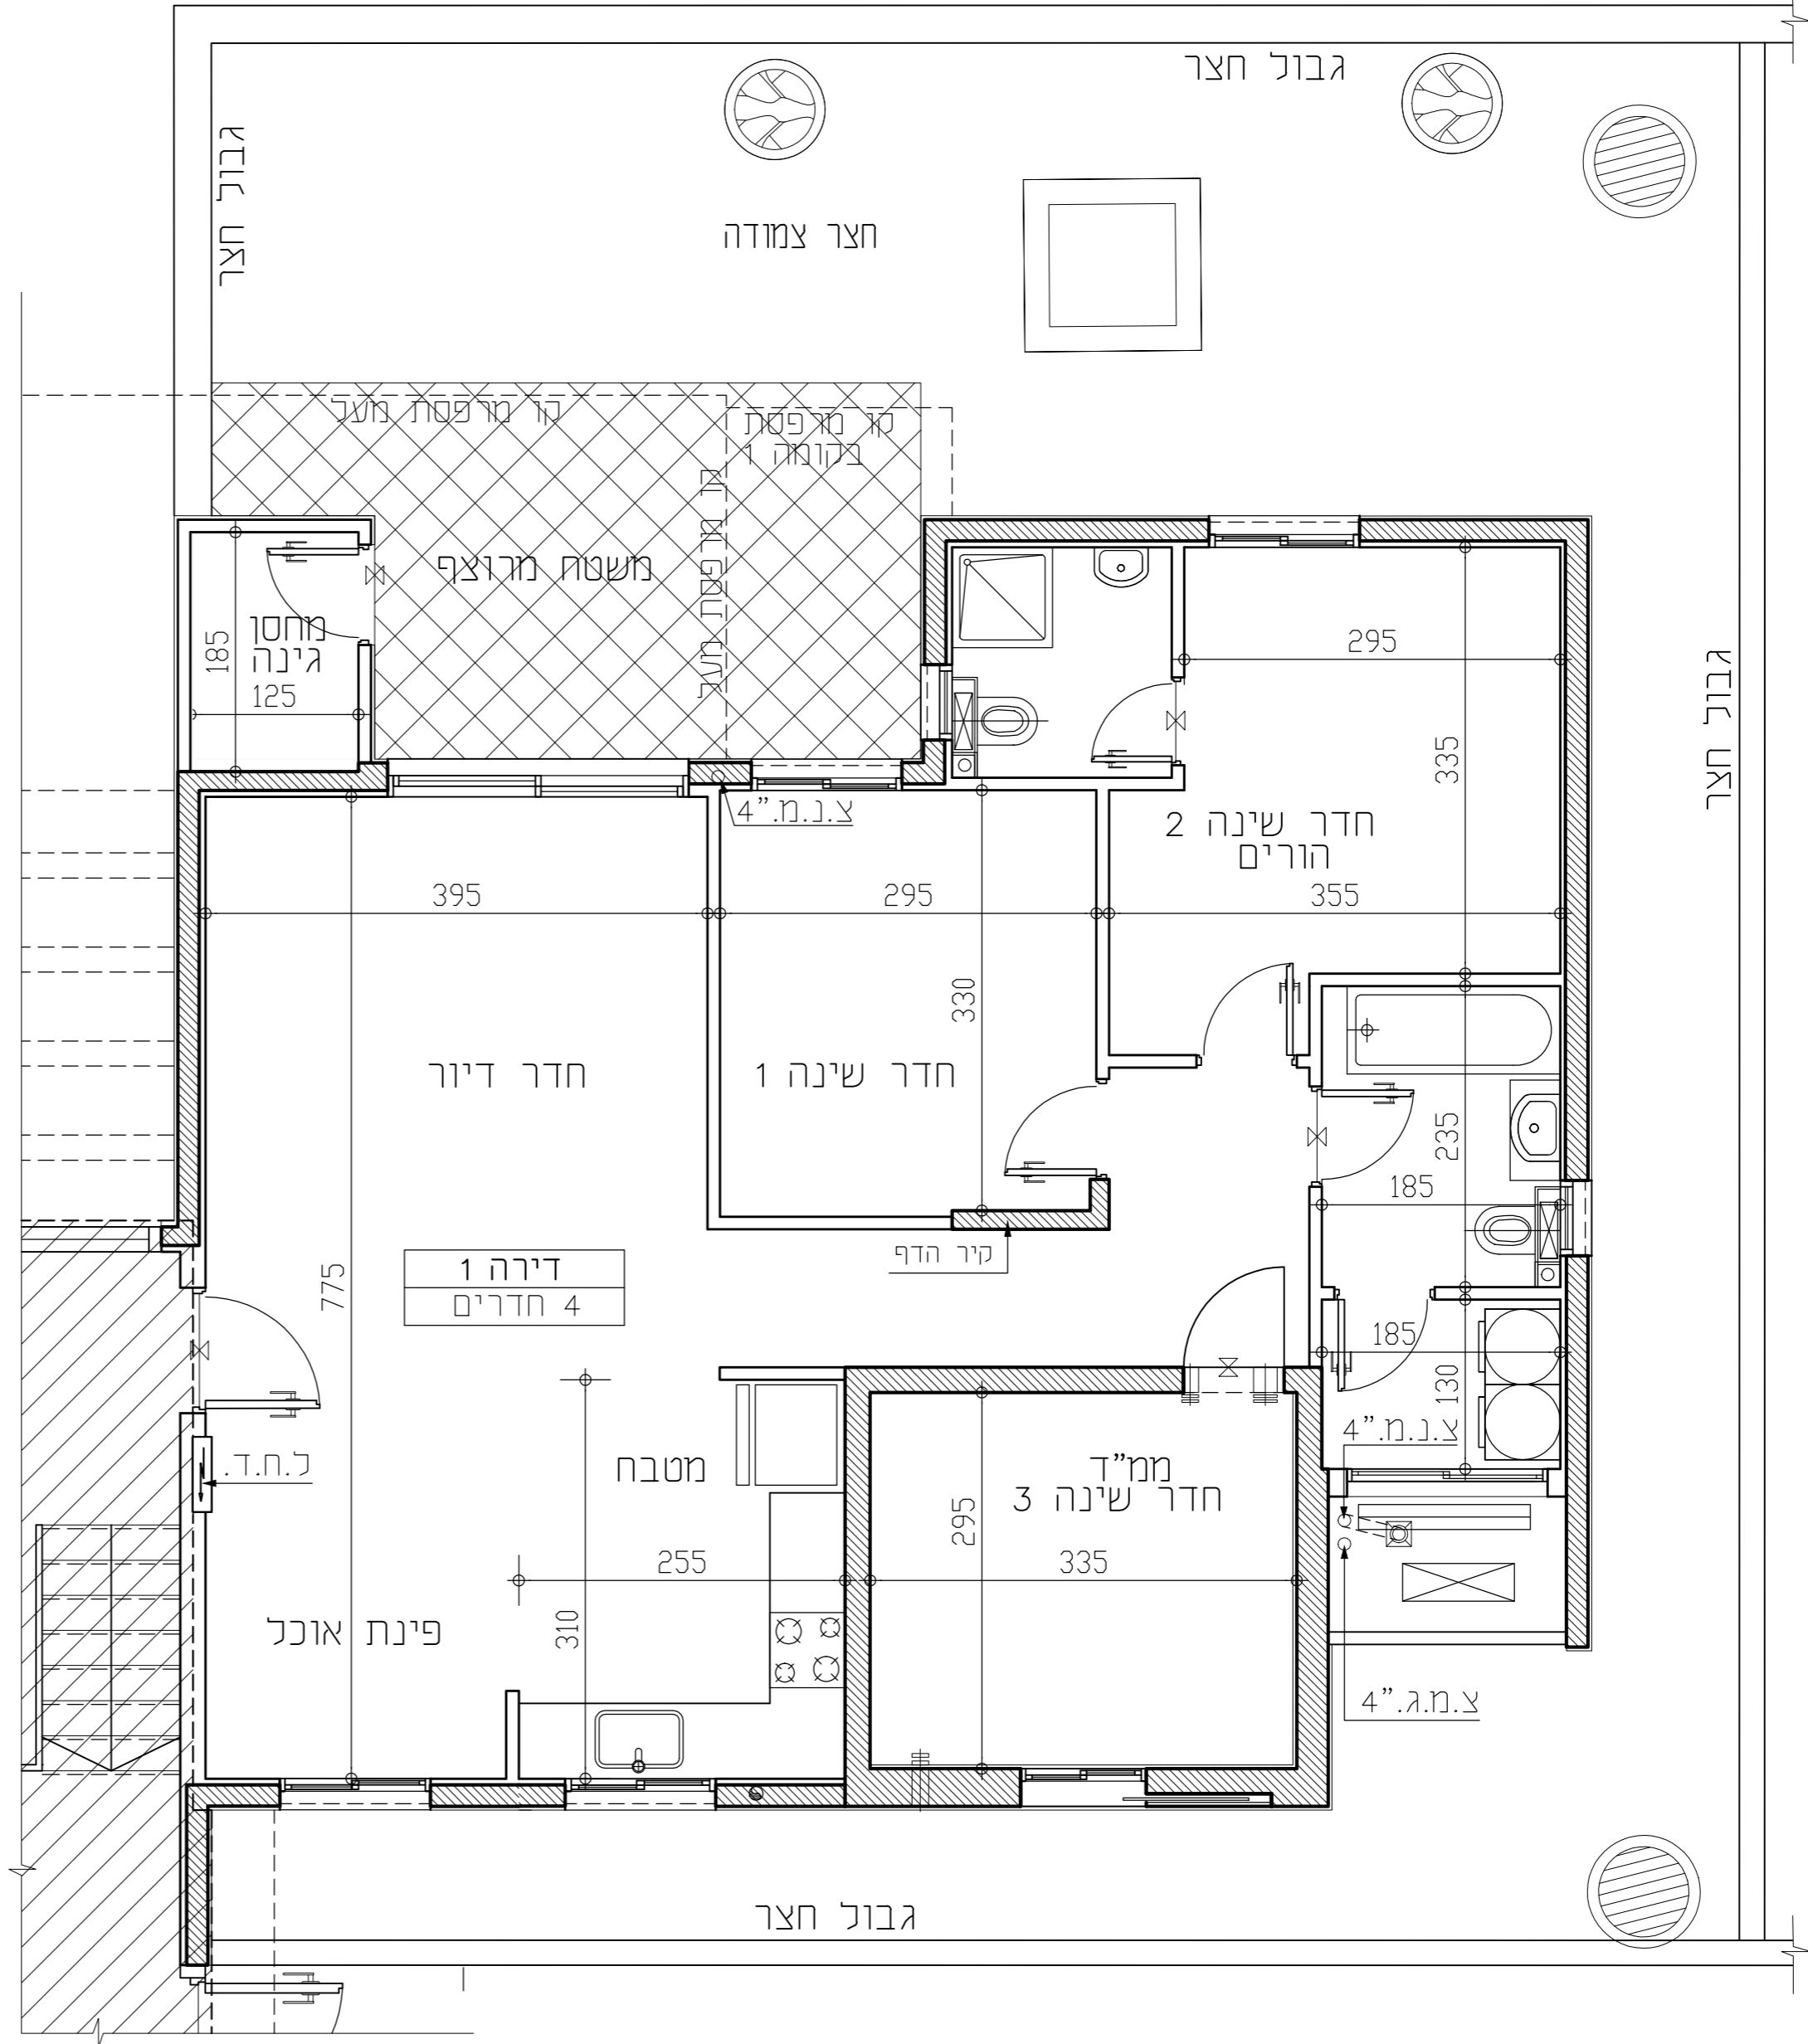 גבול חצר
גבול חצר
חצר צמודה
קו מרפסת מעל
קו מרפסת
בקומה 1
קו מרפסת מעל
משטח מרוצף
מחסן
גינה
185
125
295
335
גבול חצר
צ.נ.מ."4
חדר שינה 2
הורים
395
295
355
330
חדר דיור
חדר שינה 1
235
185
קיר הדף
דירה 1
4 חדרים
775
185
130
צ.נ.מ."4
ל.ח.ד.
מטבח
ממ"ד
חדר שינה 3
295
255
335
310
פינת אוכל
צ.מ.ג."4
גבול חצר